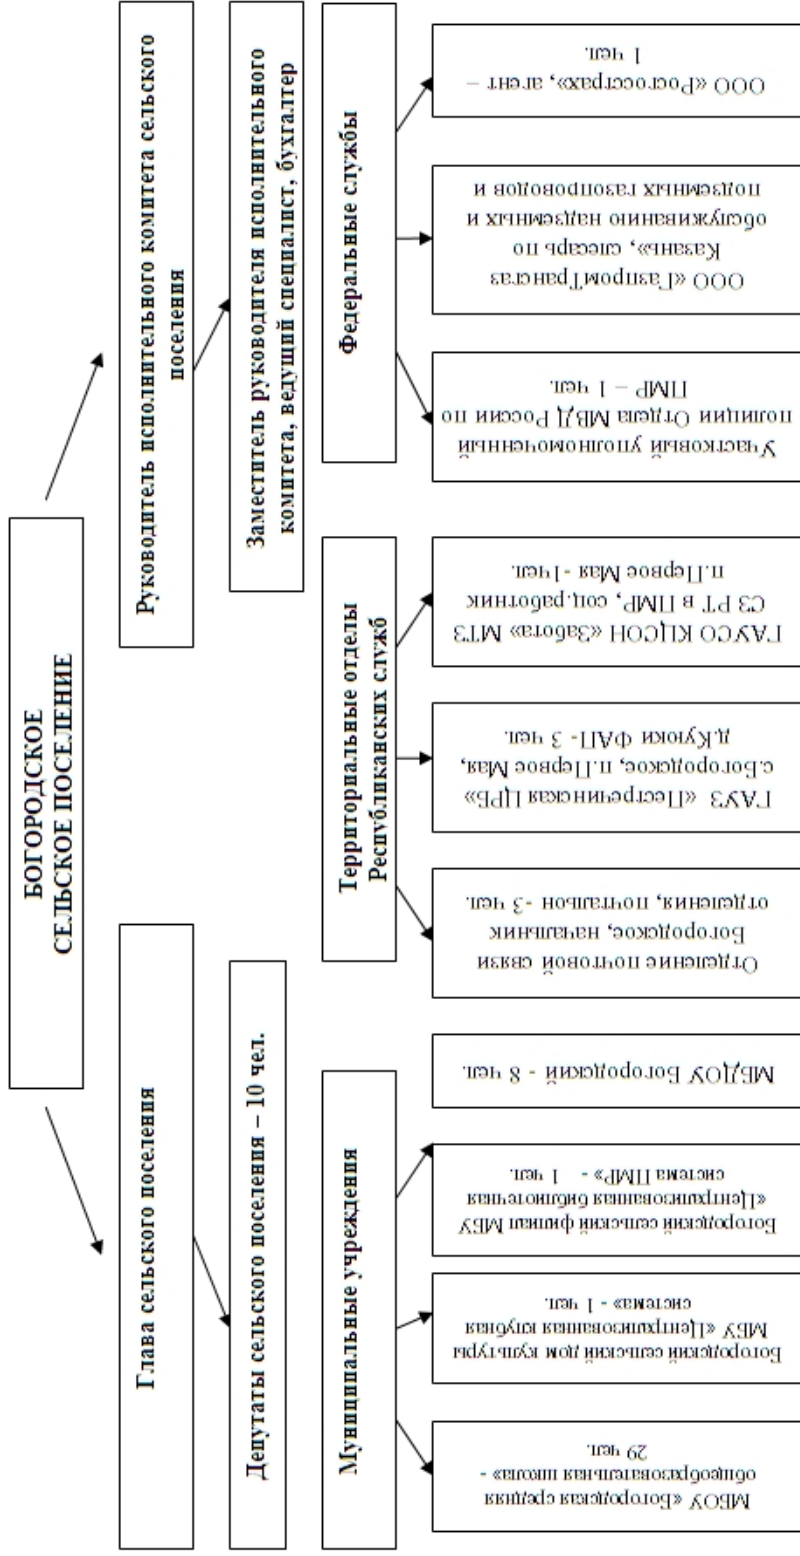 БОГОРОДСКОЕ
СЕЛЬСКОЕ ПОСЕЛЕНИЕ
Глава сельского поселения
Руководитель исполнительного комитета сельского
поселения
Депутаты сельского поселения – 10 чел.
Заместитель руководителя исполнительного
комитета, ведущий специалист, бухгалтер
Муниципальные учреждения
Территориальные отделы
Республиканских служб
Федеральные службы
МБОУ «Богородская средняя
общеобразовательная школа» -
29 чел.
Богородский сельский дом культуры
МБУ «Централизованная клубная
система» - 1 чел.
Богородский сельский филиал МБУ
«Централизованная библиотечная
система ПМР» - 1 чел.
МБДОУ Богородский - 8 чел.
Отделение почтовой связи
Богородское, начальник
отделения, почтальон -3 чел.
ГАУЗ «Пестречинская ЦРБ»
с.Богородское, п.Первое Мая,
д.Куюки ФАП- 3 чел.
ГАУСО КЦСОН «Забота» МТЗ
СЗ РТ в ПМР, соц.работник
п.Первое Мая -1чел.
Участковый уполномоченный
полиции Отдела МВД России по
ПМР – 1 чел.
ООО «ГазпромТрансгаз
Казань», слесарь по
обслуживанию надземных и
подземных газопроводов и
ООО «Росгосстрах», агент –
1 чел.